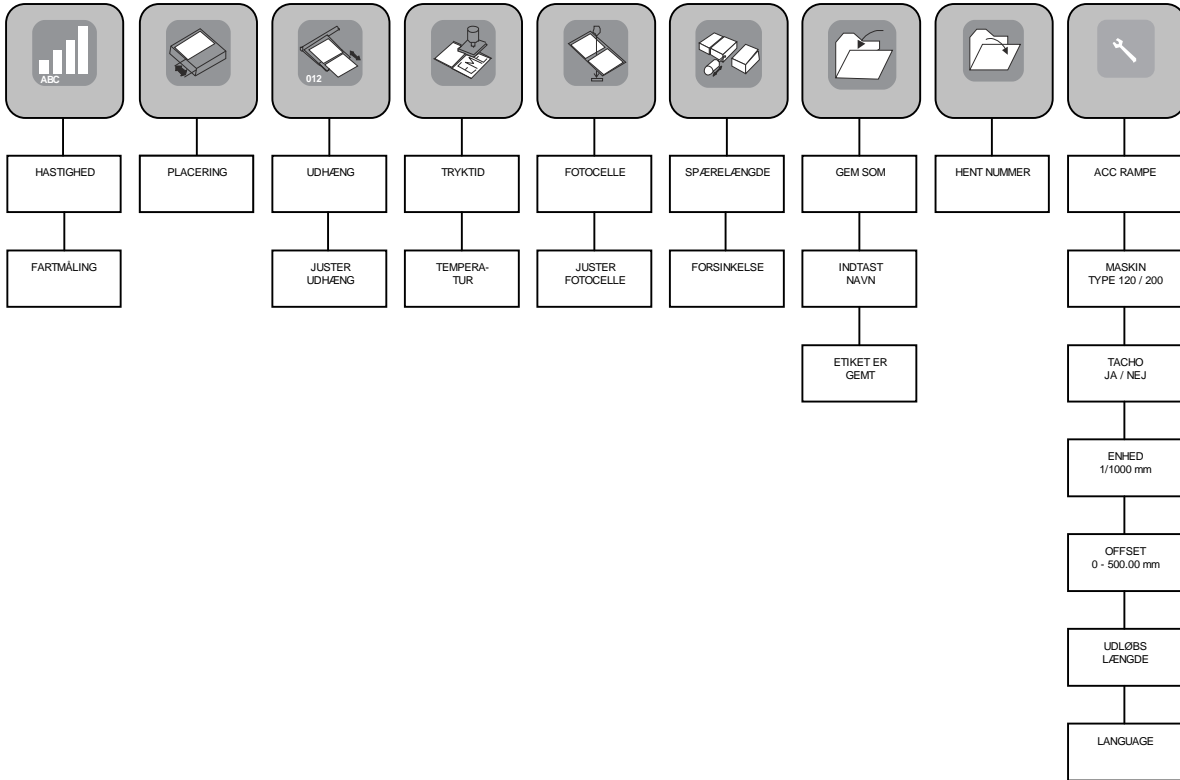 ABC
012
HASTIGHED
PLACERING
UDHÆNG
TRYKTID
FOTOCELLE
SPÆRELÆNGDE
GEM SOM
HENT NUMMER
ACC RAMPE
FARTMÅLING
JUSTER
UDHÆNG
TEMPERA-
TUR
JUSTER
FOTOCELLE
FORSINKELSE
INDTAST
NAVN
MASKIN
TYPE 120 / 200
ETIKET ER
GEMT
TACHO
JA / NEJ
ENHED
1/1000 mm
OFFSET
0 - 500.00 mm
UDLØBS
LÆNGDE
LANGUAGE